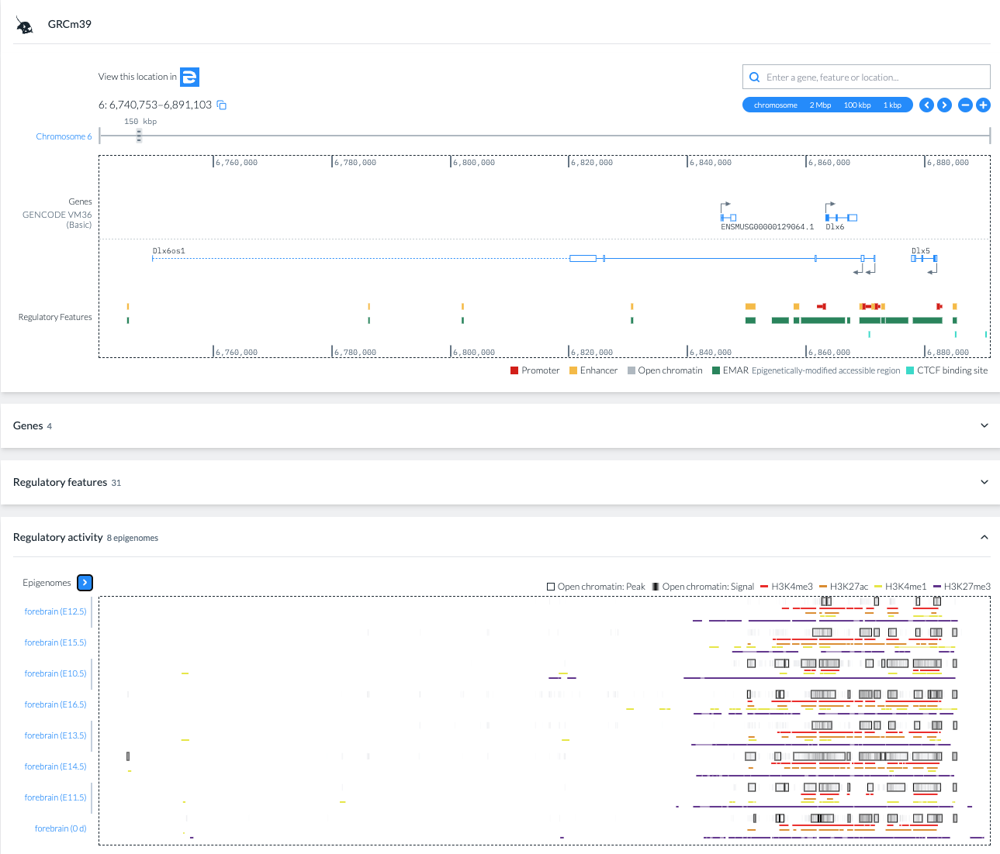 GRCm39
View this location in
Enter a gene, feature or location...
6: 6,740,753–6,891,103
chromosome 2 Mbp 100 kbp 1 kbp
150 kbp
Chromosome 6
6,760,000 6,780,000 6,800,000 6,820,000 6,840,000 6,860,000 6,880,000
Genes
GENCODE VM36
(Basic)
ENSMUSG00000129064.1 Dlx6
Dlx6os1 Dlx5
Regulatory Features
6,760,000 6,780,000 6,800,000 6,820,000 6,840,000 6,860,000 6,880,000
Promoter Enhancer Open chromatin EMAR Epigenetically-modified accessible region CTCF binding site
Genes 4
Regulatory features 31
Regulatory activity 8 epigenomes
Epigenomes
Open chromatin: Peak Open chromatin: Signal H3K4me3 H3K27ac H3K4me1 H3K27me3
forebrain (E12.5)
forebrain (E15.5)
forebrain (E10.5)
forebrain (E16.5)
forebrain (E13.5)
forebrain (E14.5)
forebrain (E11.5)
forebrain (0 d)